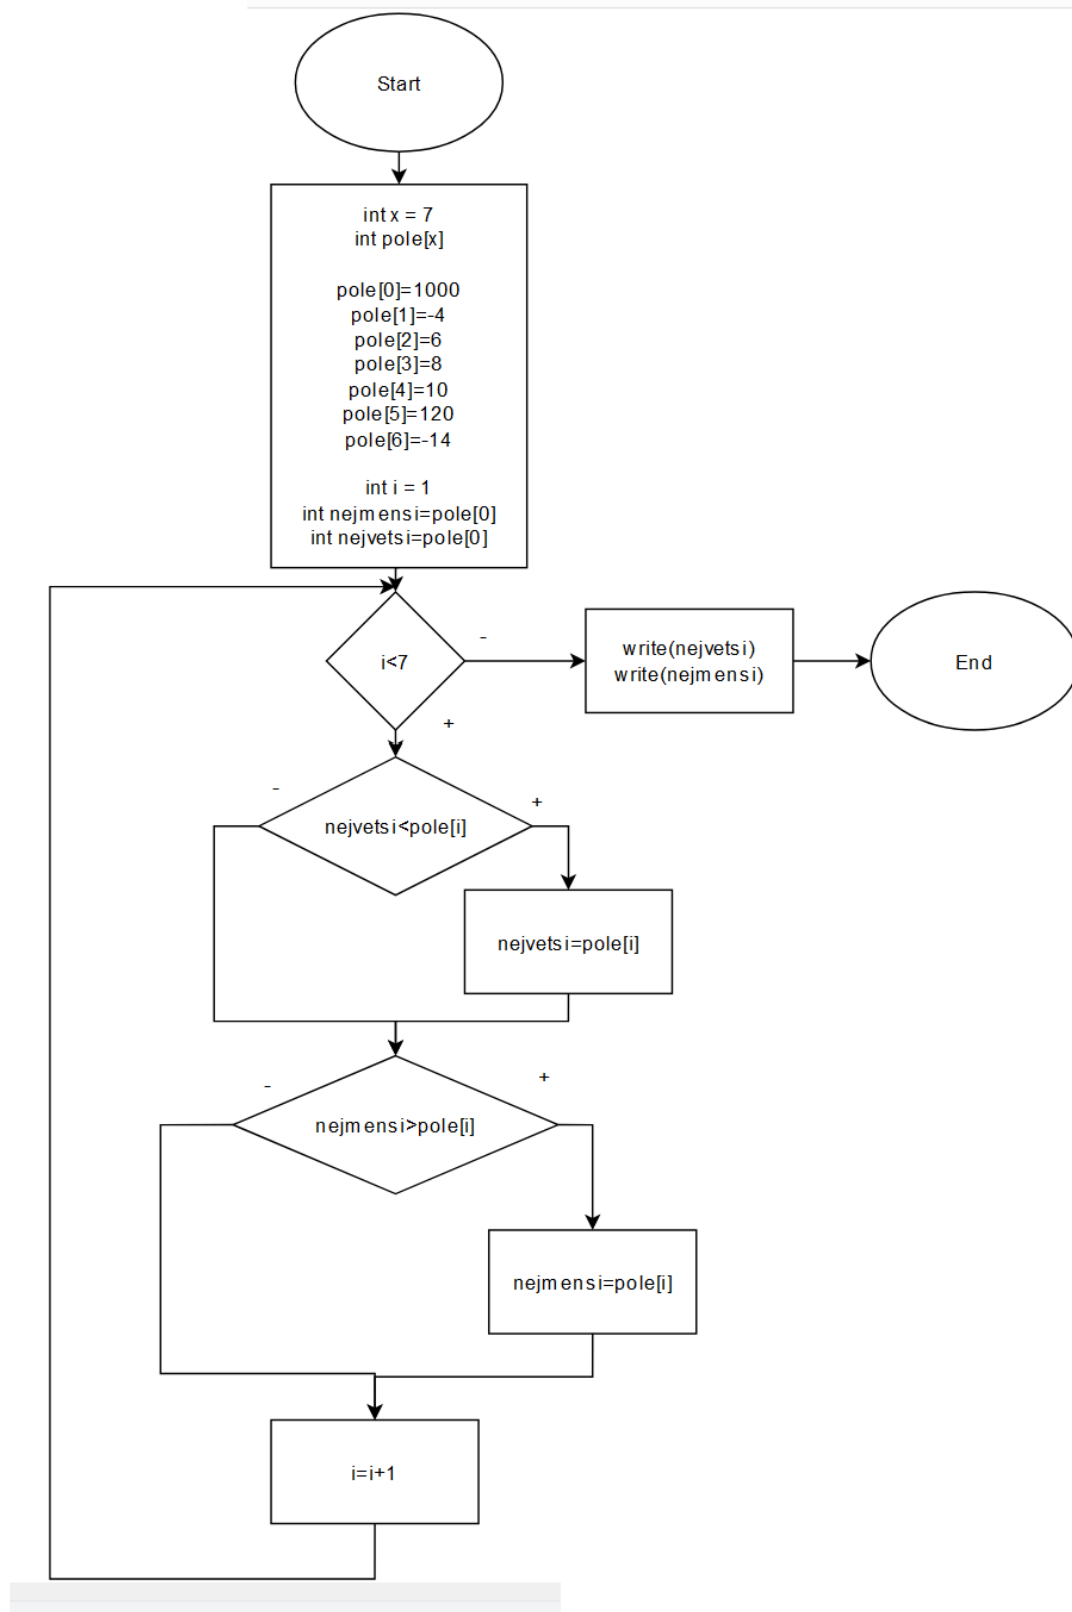 Start
int x = 7
int pole[x]
pole[0]=1000
pole[1]=-4
pole[2]=6
pole[3]=8
pole[4]=10
pole[5]=120
pole[6]=-14
int i = 1
int nejmensi=pole[0]
int nejvetsi=pole[0]
i<7
-
write(nejvetsi)
write(nejmensi)
End
+
-
+
nejvetsi<pole[i]
nejvetsi=pole[i]
-
+
nejmensi>pole[i]
nejmensi=pole[i]
i=i+1